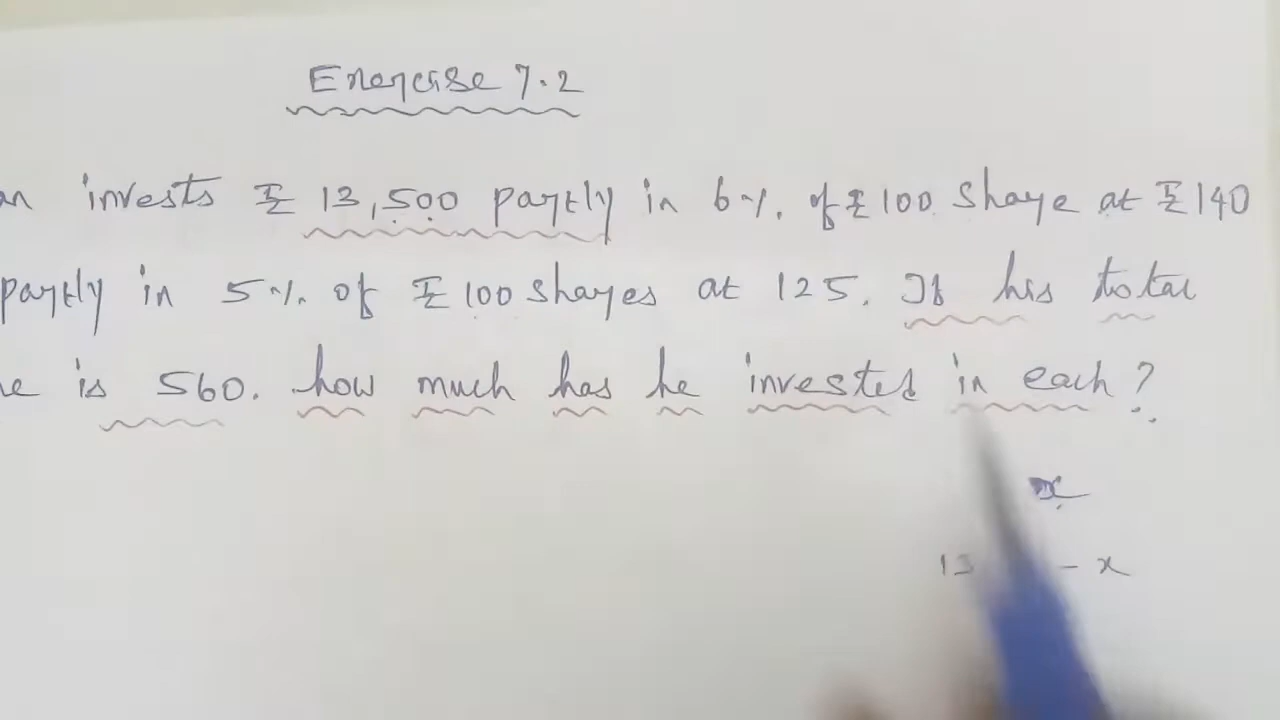 Exercise 7.2
an invests ₹ 13,500 partly in 6%. of ₹100 Share at ₹140
partly in 5%. of ₹100 Shares at 125. If his total
e is 560. how much has he invested in each?
x
13 - x